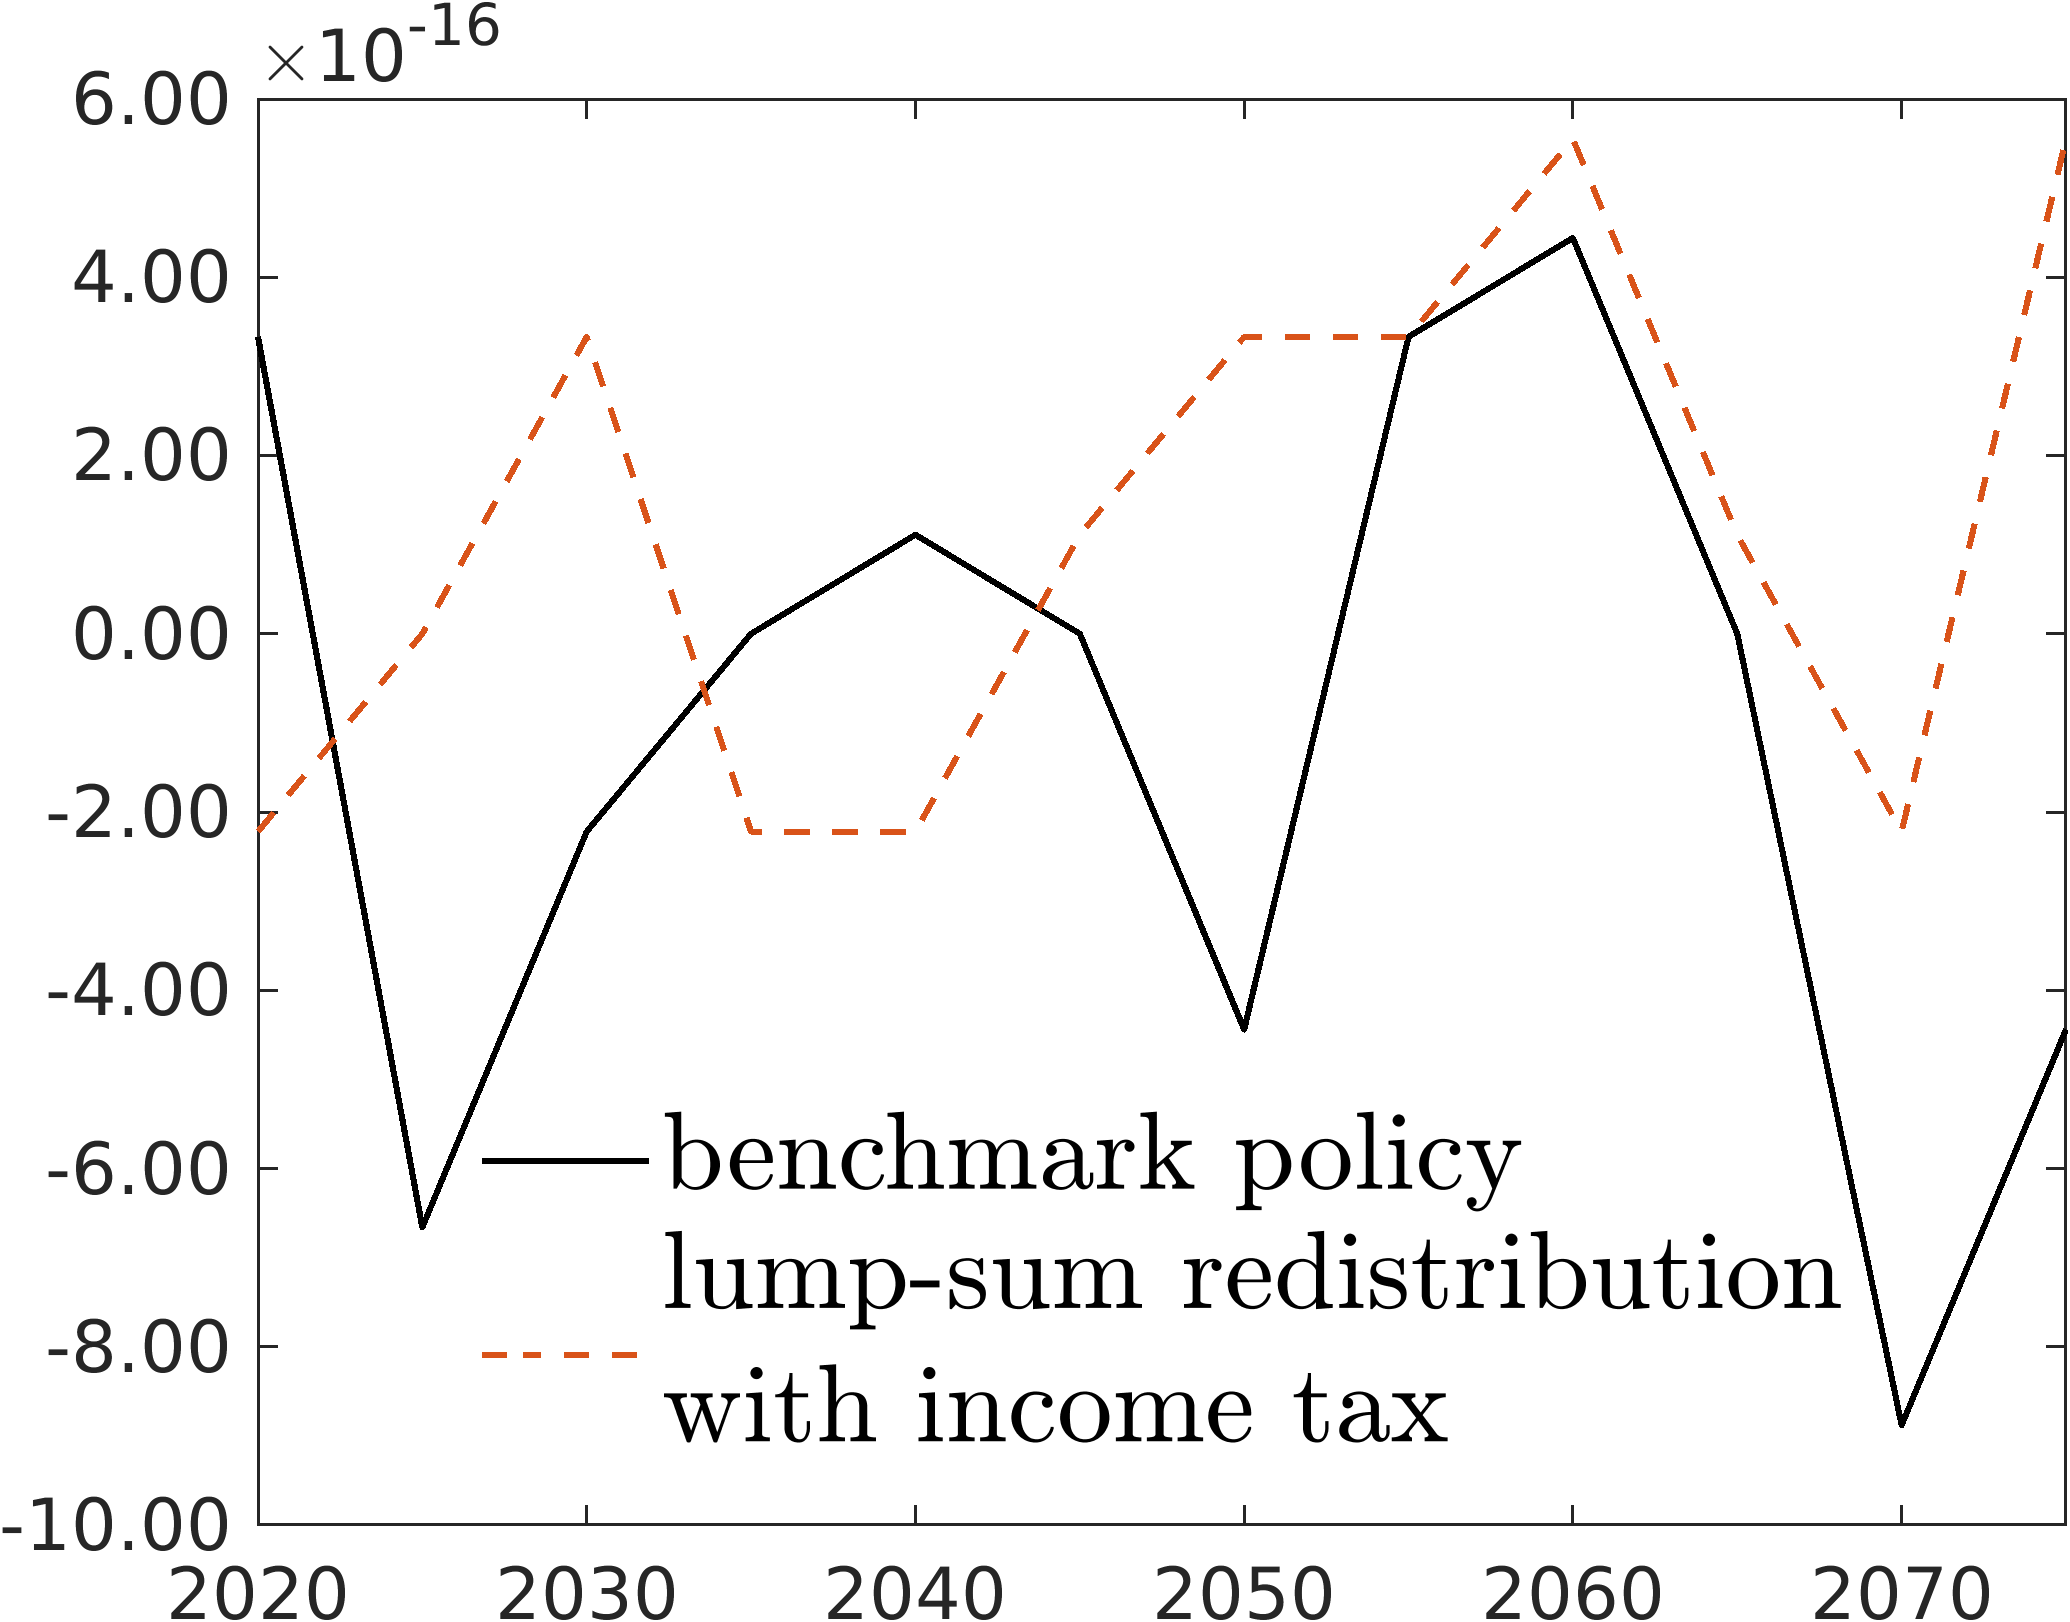 ×10-16
6.00
4.00
2.00
0.00
-2.00
-4.00
-6.00
-8.00
-10.00
benchmark policy
lump-sum redistribution
with income tax
2020 2030 2040 2050 2060 2070